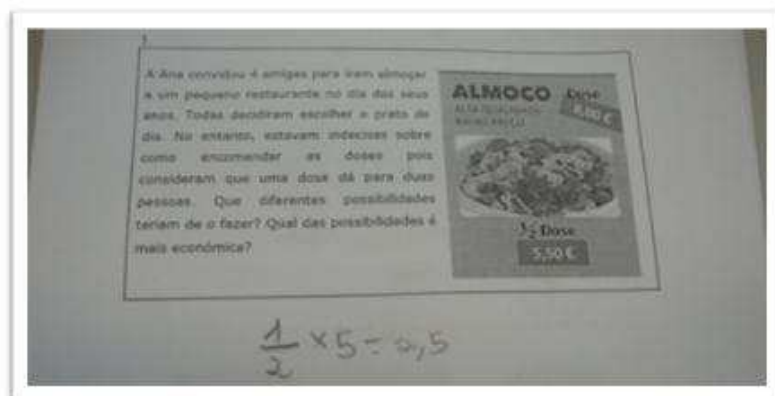 A Ana convidou 4 amigas para irem almoçar
a um pequeno restaurante no dia dos seus
anos. Todas decidiram escolher o prato do
dia. No entanto, estavam indecisas sobre
como encomendar as doses pois
consideram que uma dose dá para duas
pessoas. Que diferentes possibilidades
teriam de o fazer? Qual das possibilidades é
mais económica?
ALMOÇO Dose
½ Dose
5,50 €
1/2 × 5 = 2,5